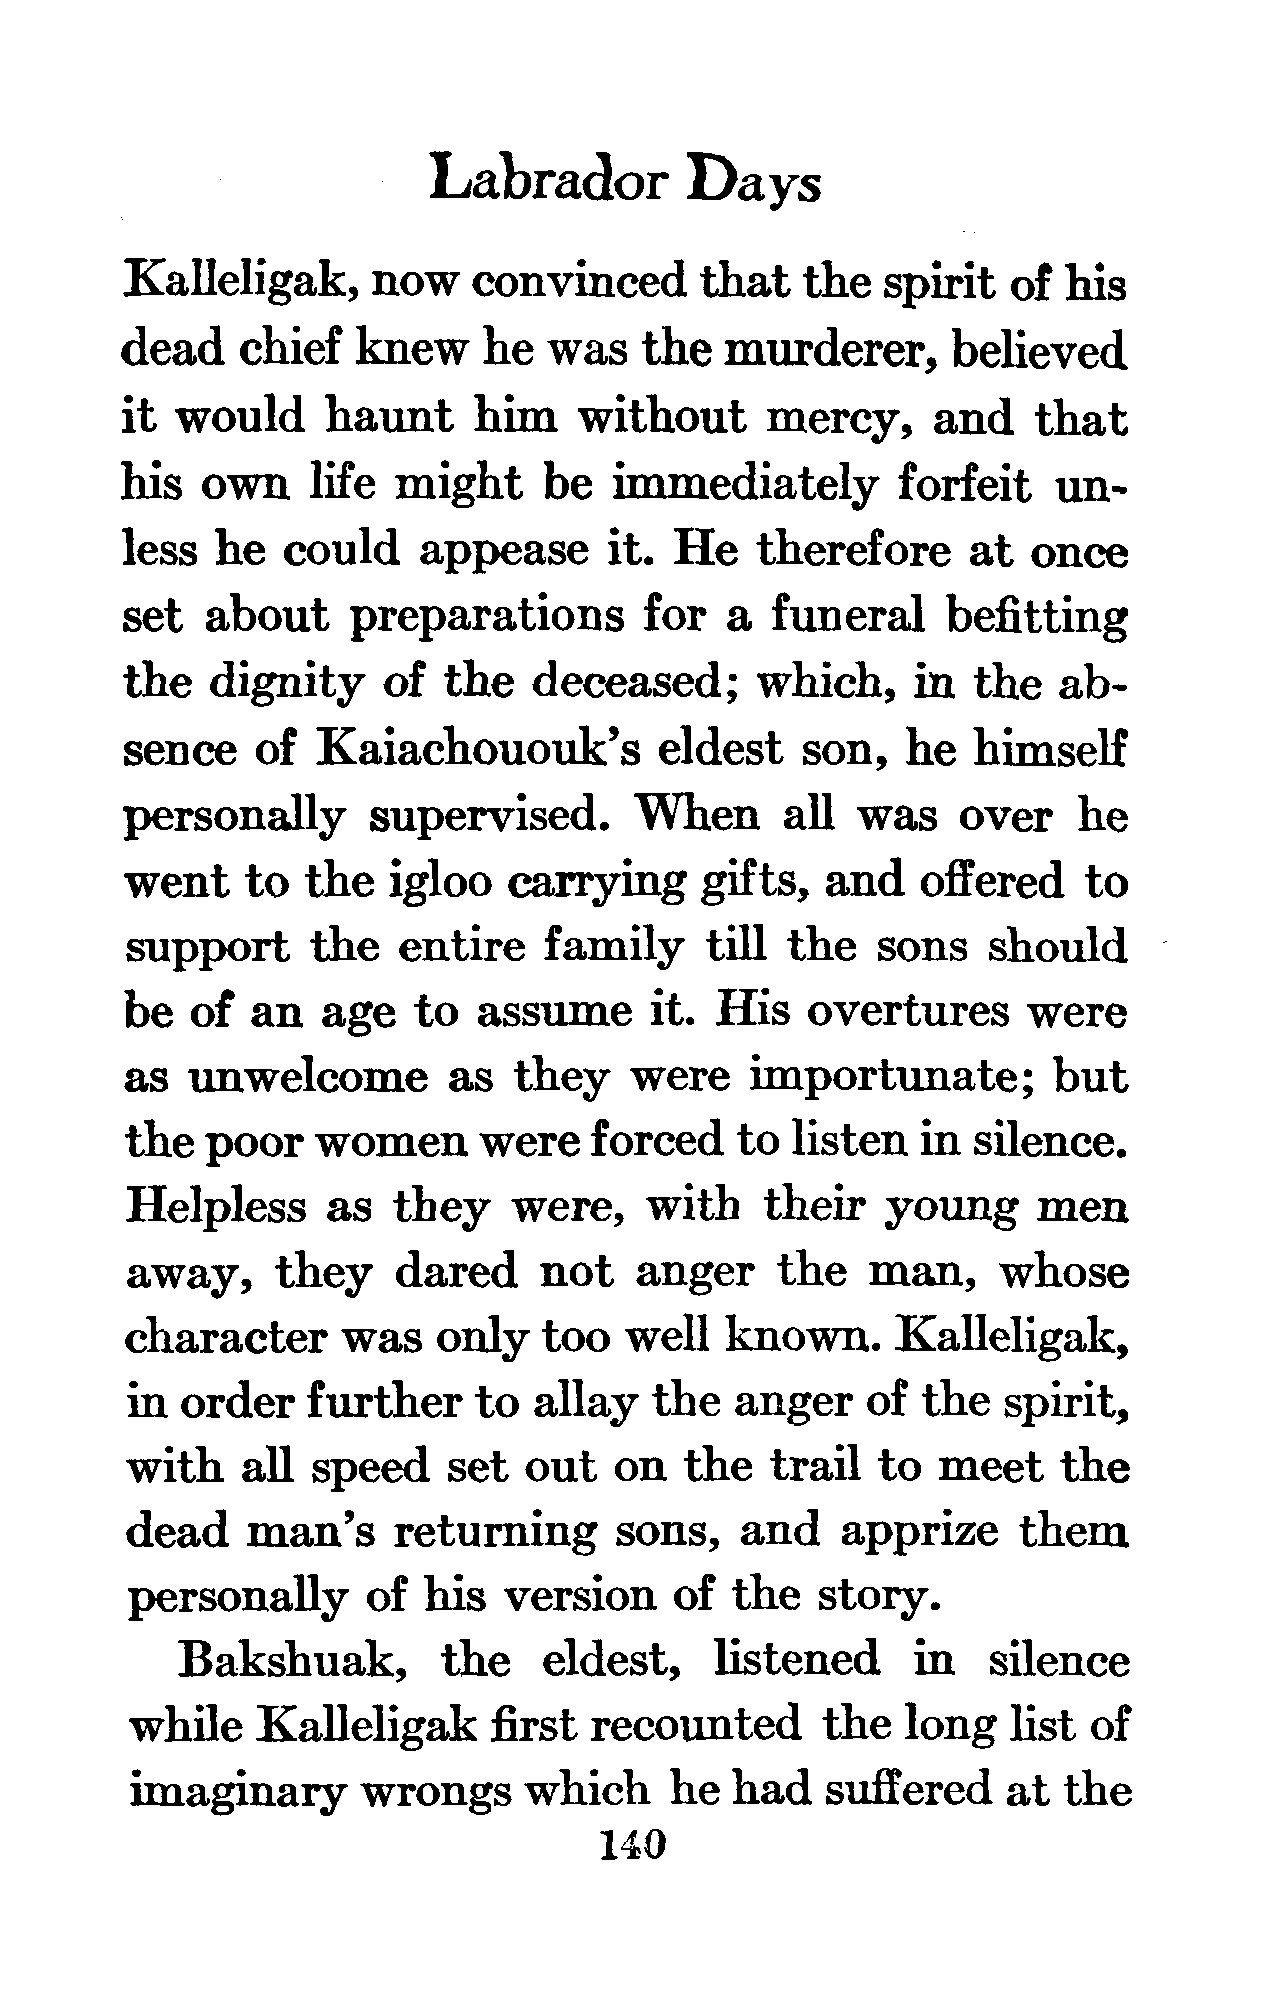 Labrador Days
Kalleligak, now convinced that the spirit of his
dead chief knew he was the murderer, believed
it would haunt him without mercy, and that
his own life might be immediately forfeit un-
less he could appease it. He therefore at once
set about preparations for a funeral befitting
the dignity of the deceased; which, in the ab-
sence of Kaiachououk's eldest son, he himself
personally supervised. When all was over he
went to the igloo carrying gifts, and offered to
support the entire family till the sons should
be of an age to assume it. His overtures were
as unwelcome as they were importunate; but
the poor women were forced to listen in silence.
Helpless as they were, with their young men
away, they dared not anger the man, whose
character was only too well known. Kalleligak,
in order further to allay the anger of the spirit,
with all speed set out on the trail to meet the
dead man's returning sons, and apprize them
personally of his version of the story.
Bakshuak, the eldest, listened in silence
while Kalleligak first recounted the long list of
imaginary wrongs which he had suffered at the
140